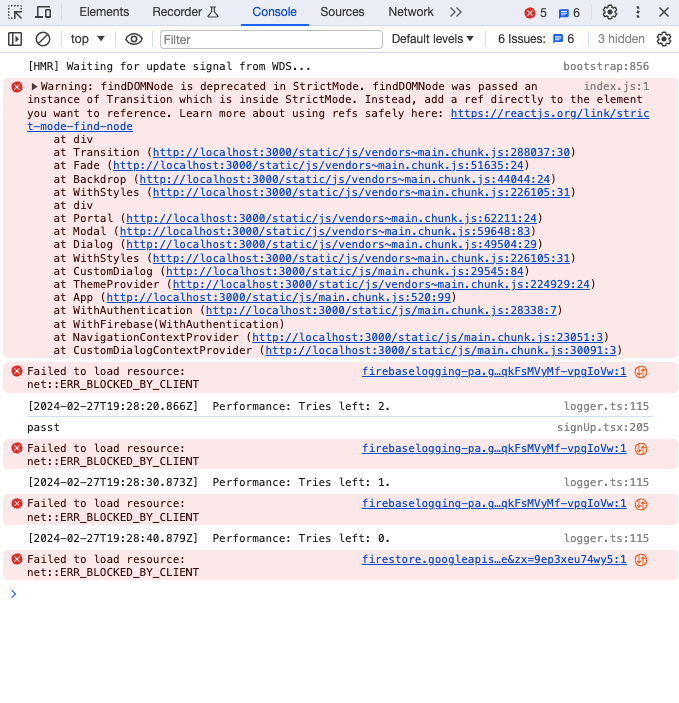 Elements Recorder Console Sources Network 5 6
top Filter Default levels 6 Issues: 6 3 hidden
[HMR] Waiting for update signal from WDS... bootstrap:856
Warning: findDOMNode is deprecated in StrictMode. findDOMNode was passed an index.js:1
instance of Transition which is inside StrictMode. Instead, add a ref directly to the element
you want to reference. Learn more about using refs safely here: https://reactjs.org/link/stric
t-mode-find-node
at div
at Transition (http://localhost:3000/static/js/vendors~main.chunk.js:288037:30)
at Fade (http://localhost:3000/static/js/vendors~main.chunk.js:51635:24)
at Backdrop (http://localhost:3000/static/js/vendors~main.chunk.js:44044:24)
at WithStyles (http://localhost:3000/static/js/vendors~main.chunk.js:226105:31)
at div
at Portal (http://localhost:3000/static/js/vendors~main.chunk.js:62211:24)
at Modal (http://localhost:3000/static/js/vendors~main.chunk.js:59648:83)
at Dialog (http://localhost:3000/static/js/vendors~main.chunk.js:49504:29)
at WithStyles (http://localhost:3000/static/js/vendors~main.chunk.js:226105:31)
at CustomDialog (http://localhost:3000/static/js/main.chunk.js:29545:84)
at ThemeProvider (http://localhost:3000/static/js/vendors~main.chunk.js:224929:24)
at App (http://localhost:3000/static/js/main.chunk.js:520:99)
at WithAuthentication (http://localhost:3000/static/js/main.chunk.js:28338:7)
at WithFirebase(WithAuthentication)
at NavigationContextProvider (http://localhost:3000/static/js/main.chunk.js:23051:3)
at CustomDialogContextProvider (http://localhost:3000/static/js/main.chunk.js:30091:3)
Failed to load resource: firebaselogging-pa.g…qkFsMVyMf-vpgIoVw:1
net::ERR_BLOCKED_BY_CLIENT
[2024-02-27T19:28:20.866Z]  Performance: Tries left: 2. logger.ts:115
passt signUp.tsx:205
Failed to load resource: firebaselogging-pa.g…qkFsMVyMf-vpgIoVw:1
net::ERR_BLOCKED_BY_CLIENT
[2024-02-27T19:28:30.873Z]  Performance: Tries left: 1. logger.ts:115
Failed to load resource: firebaselogging-pa.g…qkFsMVyMf-vpgIoVw:1
net::ERR_BLOCKED_BY_CLIENT
[2024-02-27T19:28:40.879Z]  Performance: Tries left: 0. logger.ts:115
Failed to load resource: firestore.googleapis…e&zx=9ep3xeu74wy5:1
net::ERR_BLOCKED_BY_CLIENT